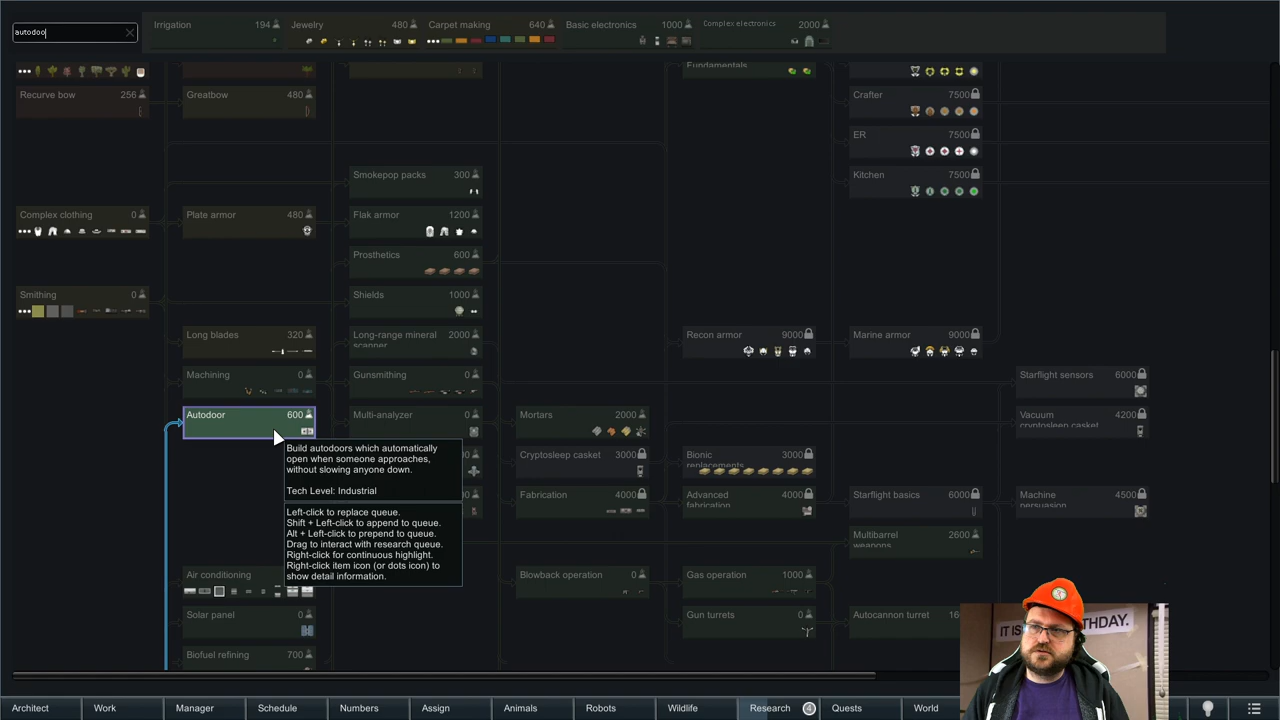 autodoo
Irrigation 194
Jewelry 480
Carpet making 640
Basic electronics 1000
Complex electronics 2000
Fundamentals
Recurve bow 256
Greatbow 480
Crafter 7500
ER 7500
Smokepop packs 300
Kitchen 7500
Complex clothing 0
Plate armor 480
Flak armor 1200
Prosthetics 600
Smithing 0
Shields 1000
Long blades 320
Long-range mineral scanner 2000
Recon armor 9000
Marine armor 9000
Machining 0
Gunsmithing 0
Starflight sensors 6000
Autodoor 600
Multi-analyzer 0
Mortars 2000
Vacuum cryptosleep casket 4200
Build autodoors which automatically
open when someone approaches,
without slowing anyone down.
Tech Level: Industrial
Left-click to replace queue.
Shift + Left-click to append to queue.
Alt + Left-click to prepend to queue.
Drag to interact with research queue.
Right-click for continuous highlight.
Right-click item icon (or dots icon) to
show detail information.
Cryptosleep casket 3000
Bionic replacements 3000
Fabrication 4000
Advanced fabrication 4000
Starflight basics 6000
Machine persuasion 4500
Multibarrel weapons 2600
Air conditioning
Blowback operation 0
Gas operation 1000
Solar panel 0
Gun turrets 0
Autocannon turret
Biofuel refining 700
IT IS
THDAY.
Architect
Work
Manager
Schedule
Numbers
Assign
Animals
Robots
Wildlife
Research 4
Quests
World